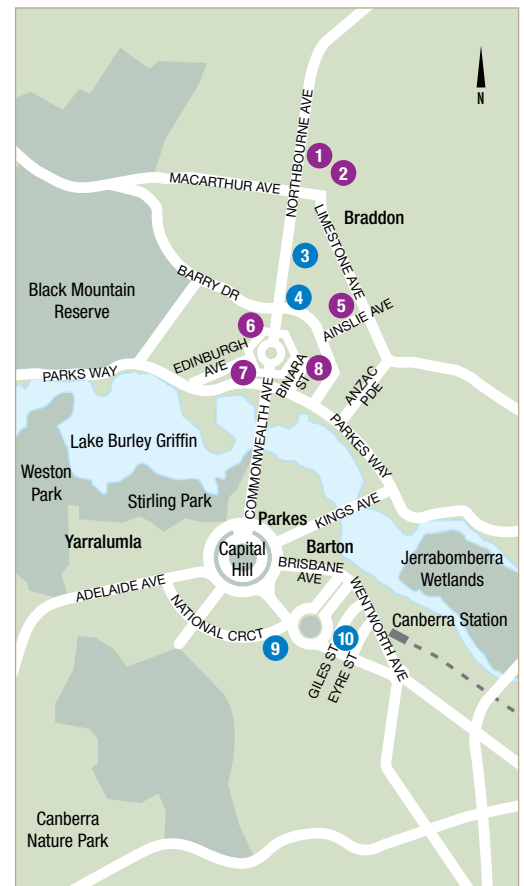 N
NORTHBOURNE AVE
1
2
MACARTHUR AVE
LIMESTONE AVE
Braddon
3
BARRY DR
4
5
Black Mountain
Reserve
AINSLIE AVE
6
EDINBURGH
AVE
7
BINARA
ST
8
ANZAC
PDE
PARKS WAY
COMMONWEALTH AVE
PARKES WAY
Lake Burley Griffin
Weston
Park
Stirling Park
KINGS AVE
Parkes
Yarralumla
Capital
Hill
Barton
BRISBANE
AVE
Jerrabomberra
Wetlands
ADELAIDE AVE
WENTWORTH AVE
NATIONAL CRCT
Canberra Station
9
10
GILES ST
EYRE ST
Canberra
Nature Park